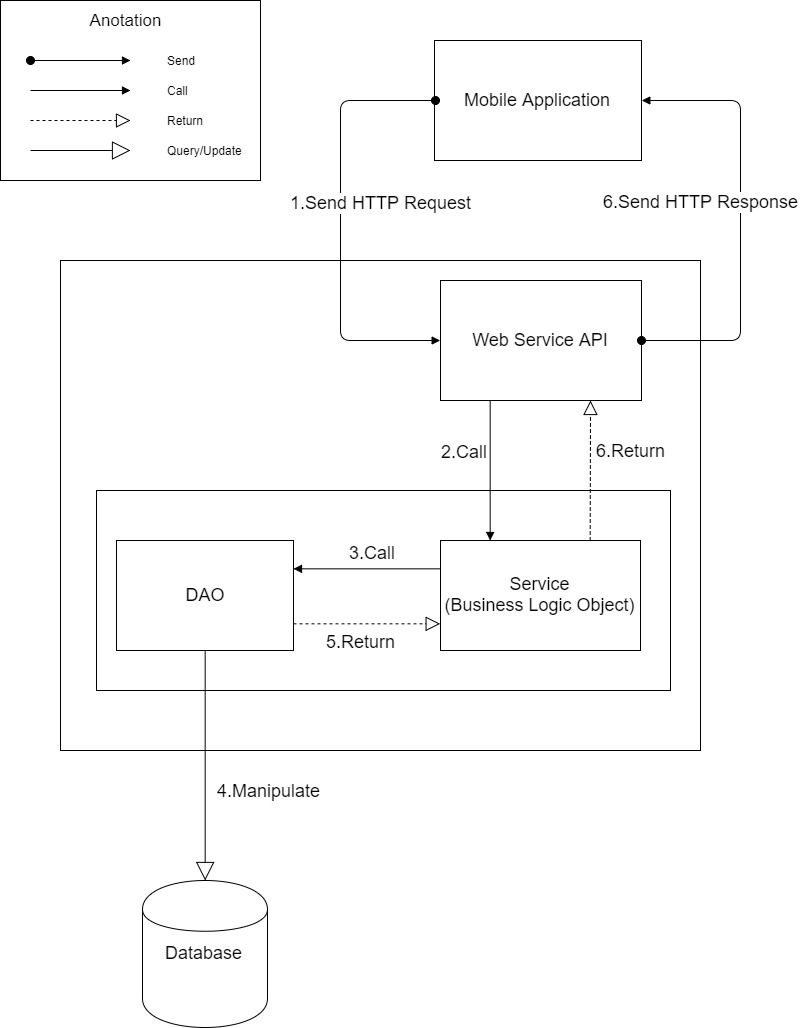 Anotation
Send
Call
Return
Query/Update
Mobile Application
1.Send HTTP Request
6.Send HTTP Response
Web Service API
2.Call
6.Return
3.Call
DAO
Service
(Business Logic Object)
5.Return
4.Manipulate
Database